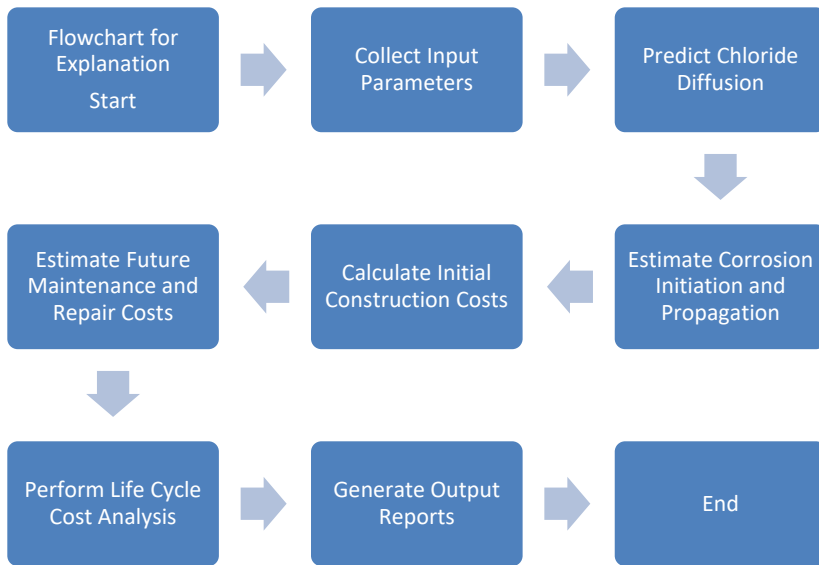 Flowchart for
Explanation
Start
Collect Input
Parameters
Predict Chloride
Diffusion
Estimate Corrosion
Initiation and
Propagation
Calculate Initial
Construction Costs
Estimate Future
Maintenance and
Repair Costs
Perform Life Cycle
Cost Analysis
Generate Output
Reports
End